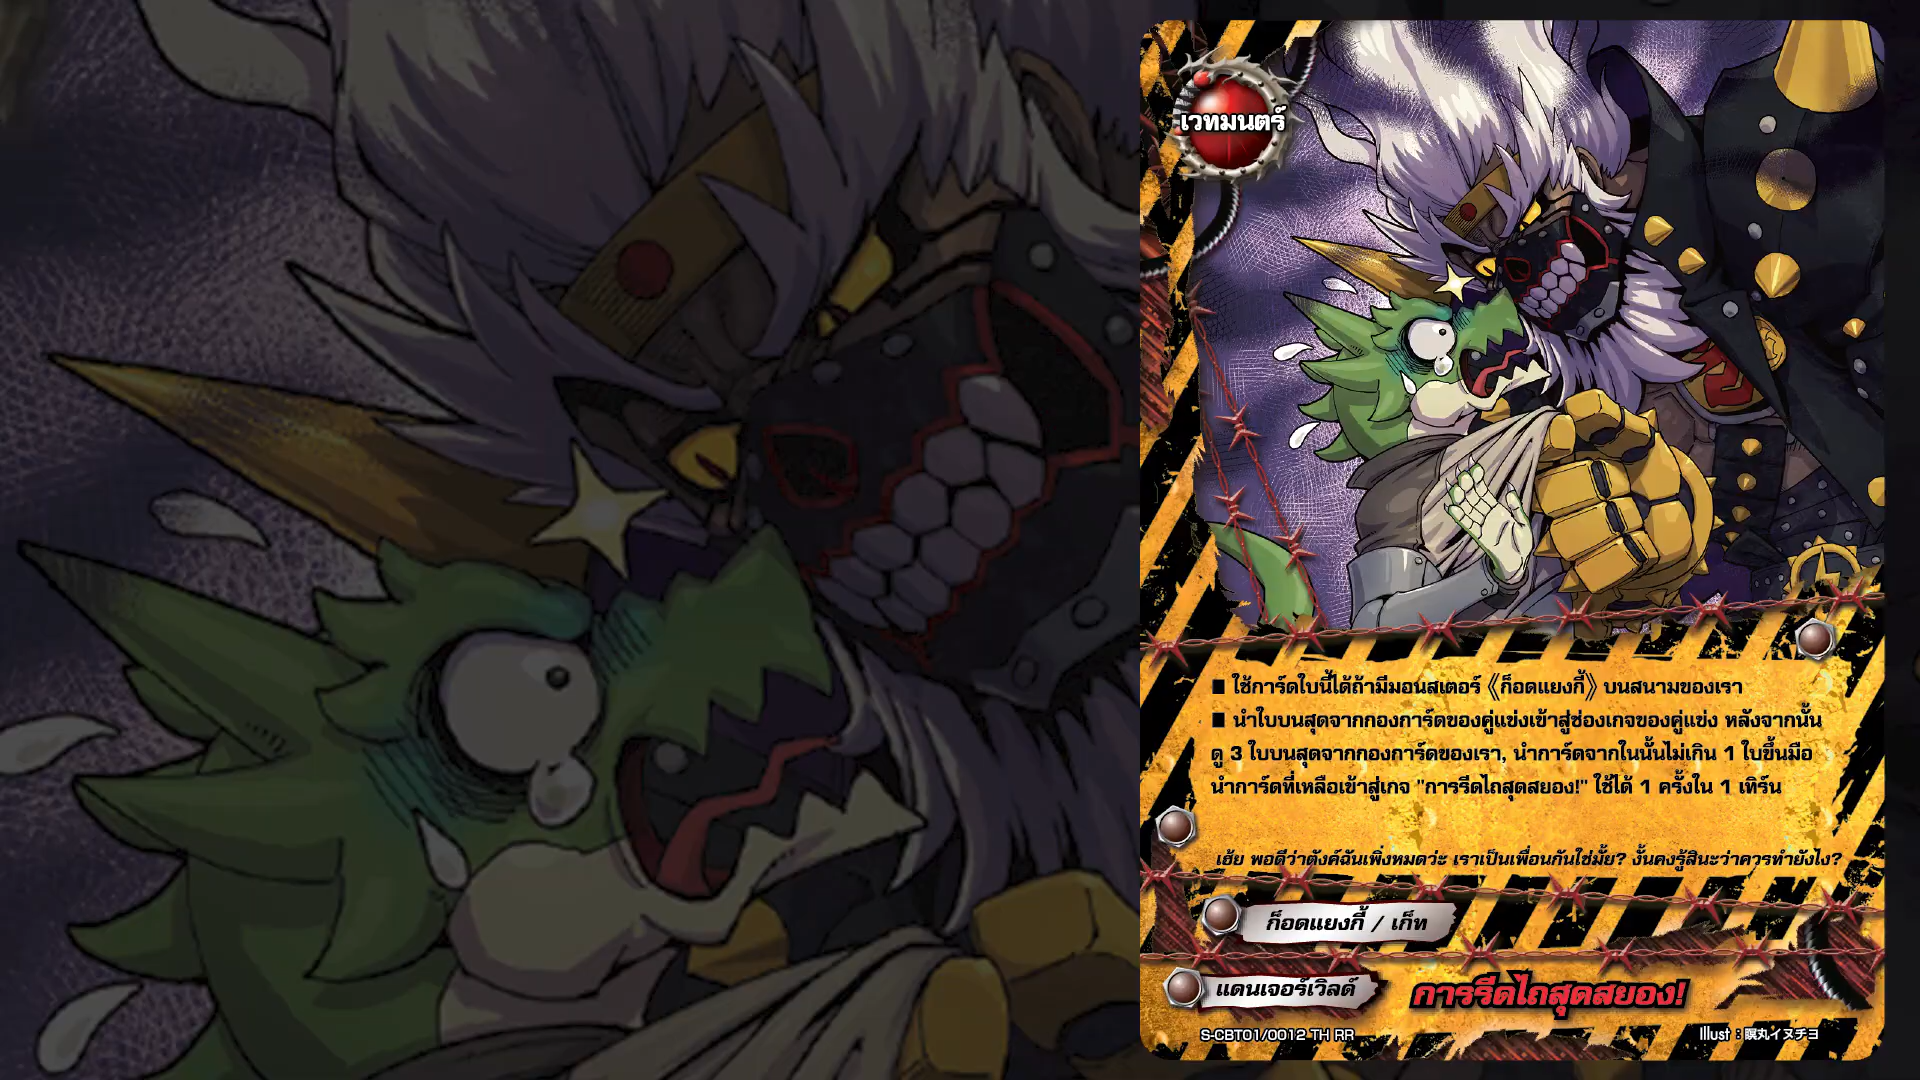 เวทมนตร์
■ ใช้การ์ดใบนี้ได้ถ้ามีมอนสเตอร์ 《ก็อดแยงกี้》 บนสนามของเรา
■ นำใบบนสุดจากกองการ์ดของคู่แข่งเข้าสู่ช่องเกจของคู่แข่ง หลังจากนั้น
ดู 3 ใบบนสุดจากกองการ์ดของเรา, นำการ์ดจากในนั้นไม่เกิน 1 ใบขึ้นมือ
นำการ์ดที่เหลือเข้าสู่เกจ "การรีดไถสุดสยอง!" ใช้ได้ 1 ครั้งใน 1 เทิร์น
เฮ้ย พอดีว่าตังค์ฉันเพิ่งหมดว่ะ เราเป็นเพื่อนกันใช่มั้ย? งั้นคงรู้สินะว่าควรทำยังไง?
ก็อดแยงกี้ / เก็ท
แดนเจอร์เวิลด์
การรีดไถสุดสยอง!
S-CBT01/0012 TH RR
Illust : 瞑丸イヌチヨ